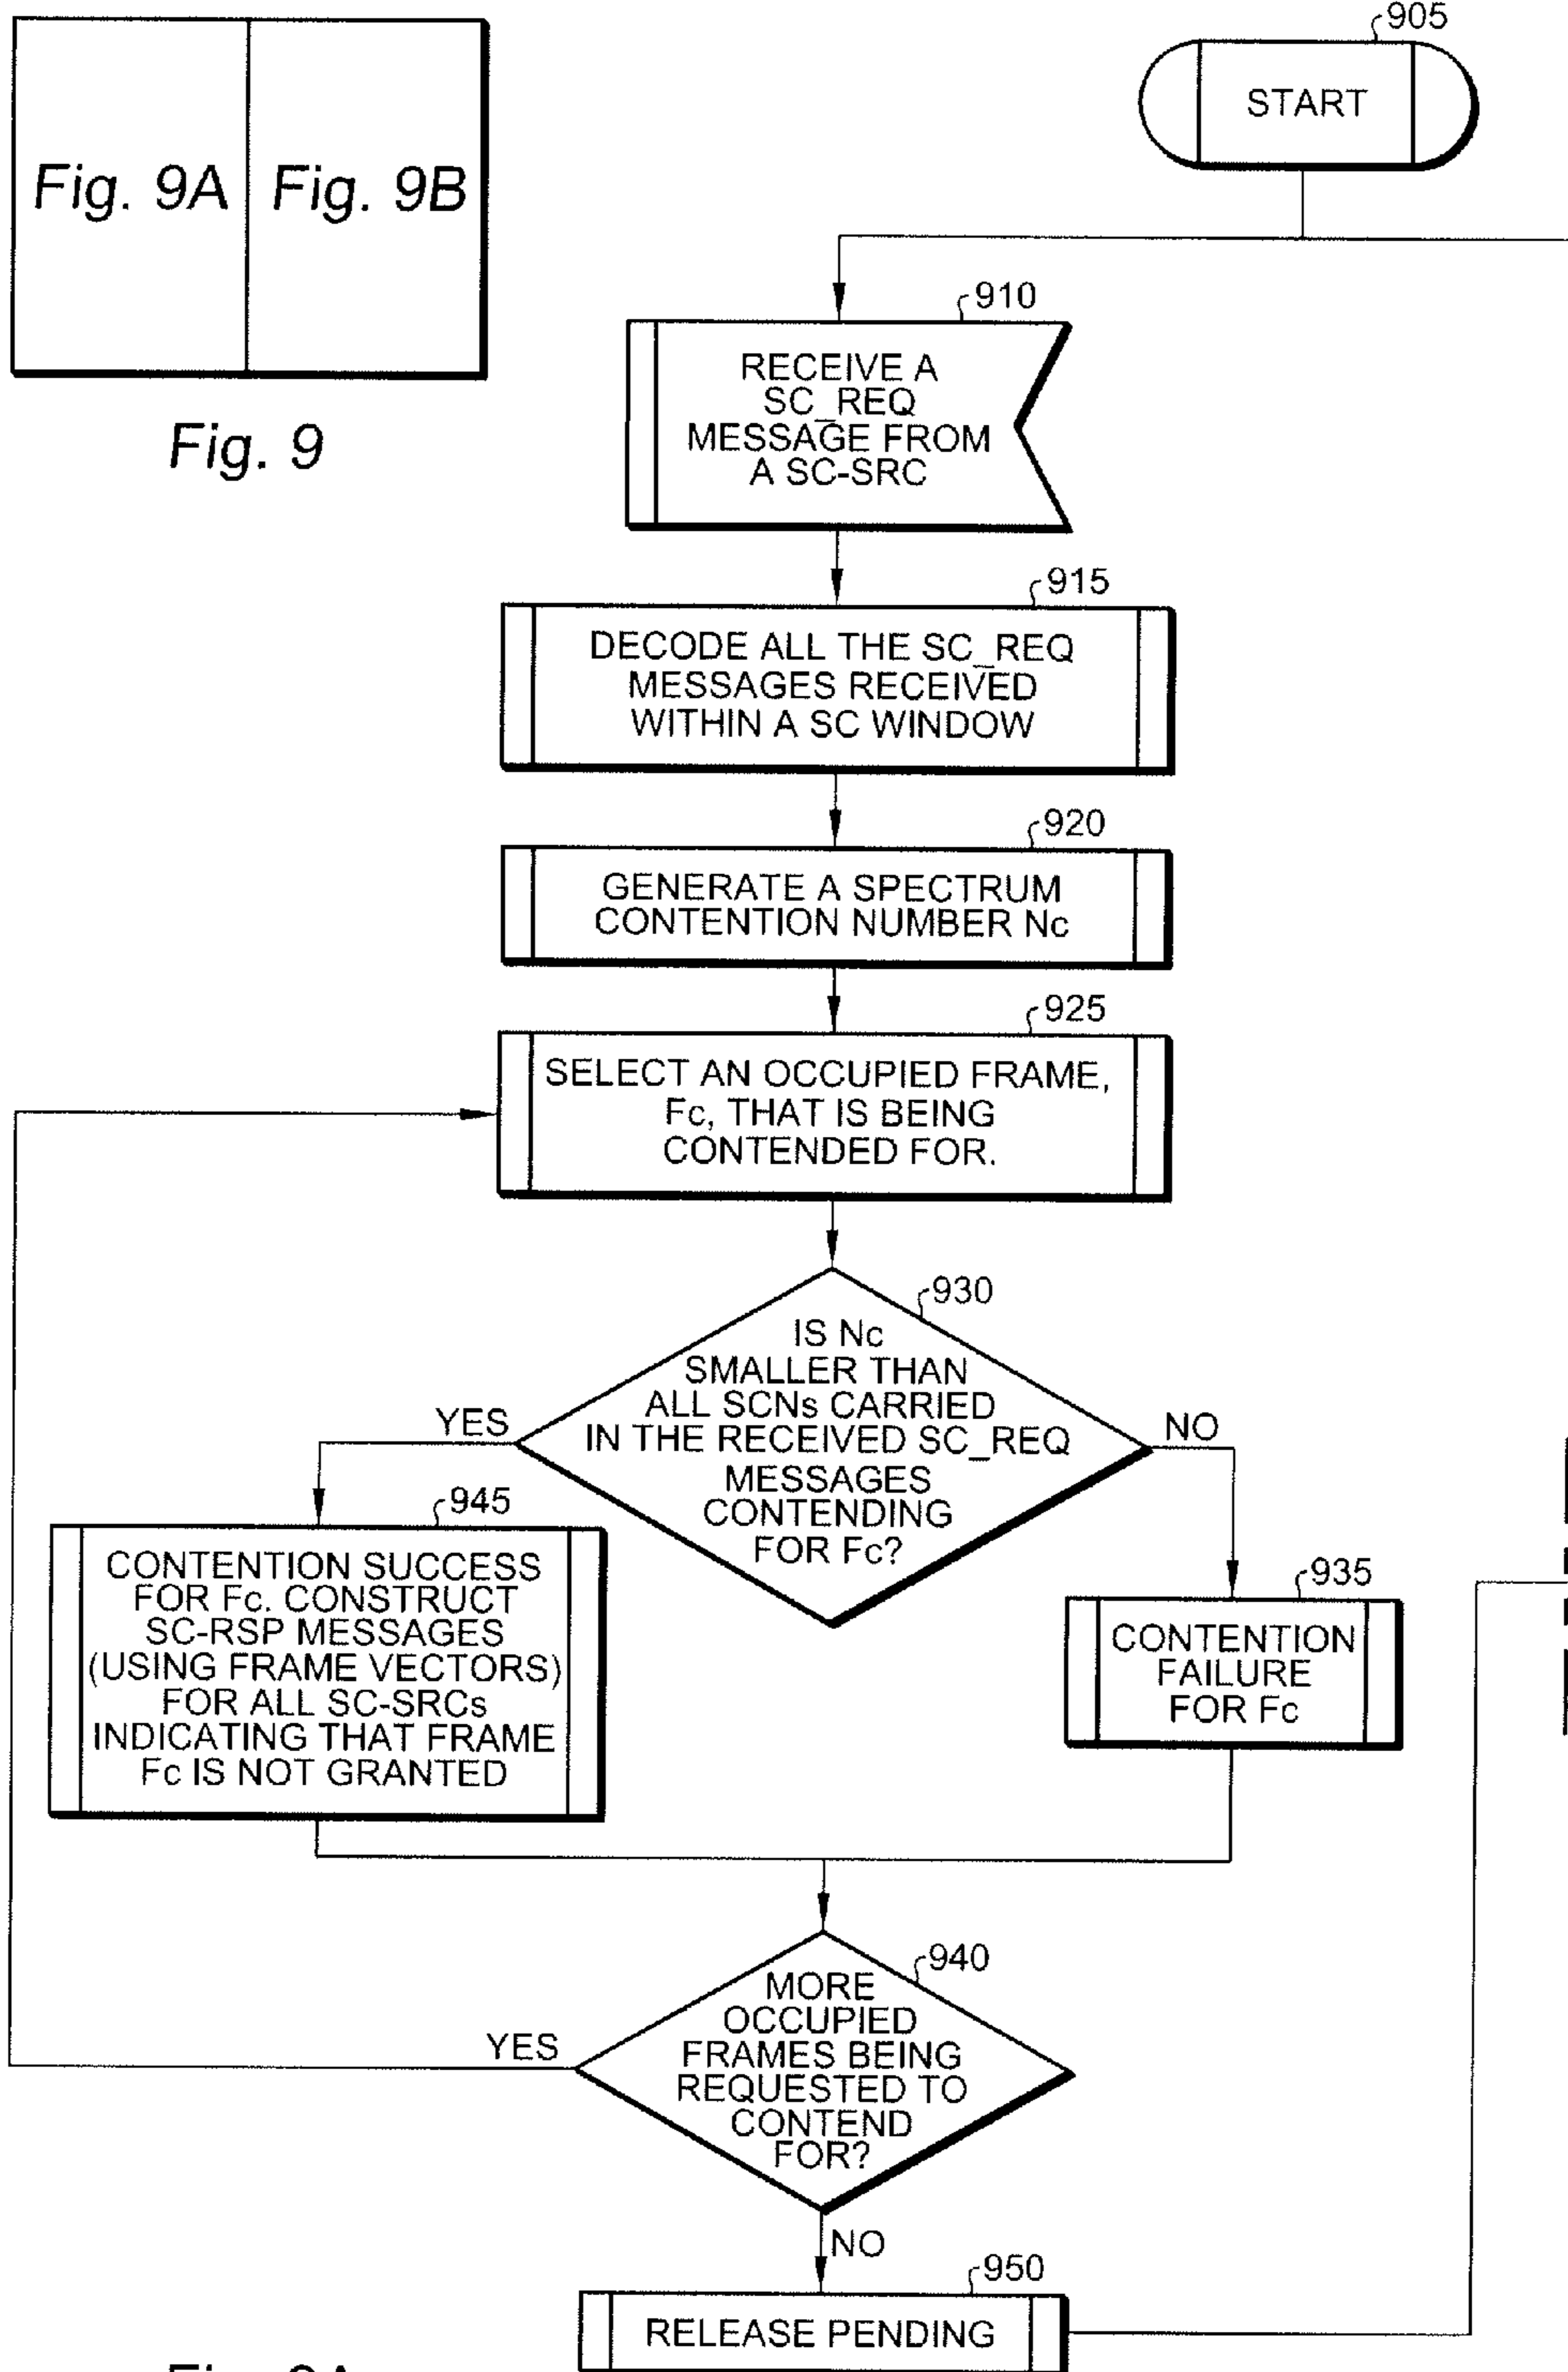 Fig. 9A
Fig. 9B
Fig. 9
905
START
910
RECEIVE A
SC_REQ
MESSAGE FROM
A SC-SRC
915
DECODE ALL THE SC_REQ
MESSAGES RECEIVED
WITHIN A SC WINDOW
920
GENERATE A SPECTRUM
CONTENTION NUMBER Nc
925
SELECT AN OCCUPIED FRAME,
Fc, THAT IS BEING
CONTENDED FOR.
930
IS Nc
SMALLER THAN
ALL SCNs CARRIED
IN THE RECEIVED SC_REQ
MESSAGES
CONTENDING
FOR Fc?
YES
NO
945
CONTENTION SUCCESS
FOR Fc. CONSTRUCT
SC-RSP MESSAGES
(USING FRAME VECTORS)
FOR ALL SC-SRCs
INDICATING THAT FRAME
Fc IS NOT GRANTED
935
CONTENTION
FAILURE
FOR Fc
940
MORE
OCCUPIED
FRAMES BEING
REQUESTED TO
CONTEND
FOR?
YES
NO
950
RELEASE PENDING